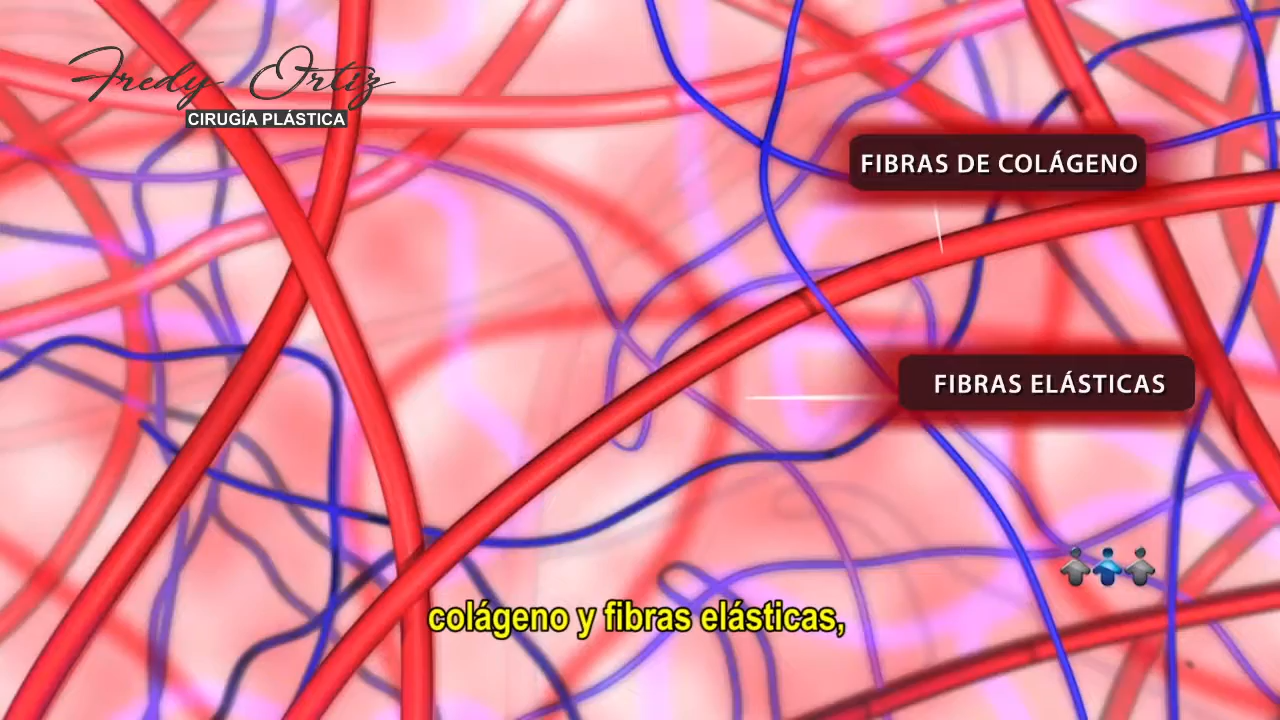 Fredy Ortiz
CIRUGÍA PLÁSTICA
FIBRAS DE COLÁGENO
FIBRAS ELÁSTICAS
colágeno y fibras elásticas,